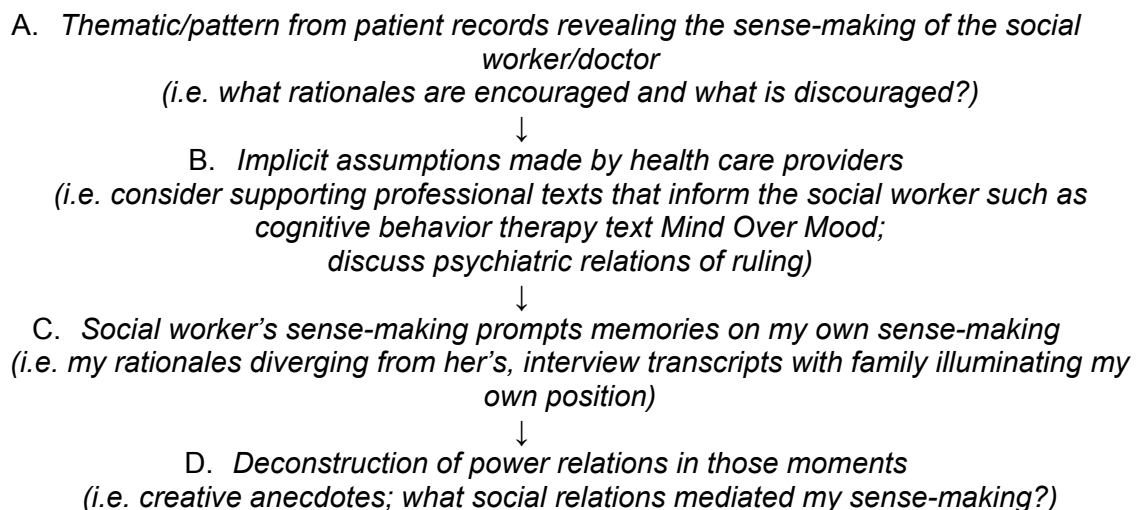 A. Thematic/pattern from patient records revealing the sense-making of the social
worker/doctor
(i.e. what rationales are encouraged and what is discouraged?)
↓
B. Implicit assumptions made by health care providers
(i.e. consider supporting professional texts that inform the social worker such as
cognitive behavior therapy text Mind Over Mood;
discuss psychiatric relations of ruling)
↓
C. Social worker’s sense-making prompts memories on my own sense-making
(i.e. my rationales diverging from her’s, interview transcripts with family illuminating my
own position)
↓
D. Deconstruction of power relations in those moments
(i.e. creative anecdotes; what social relations mediated my sense-making?)